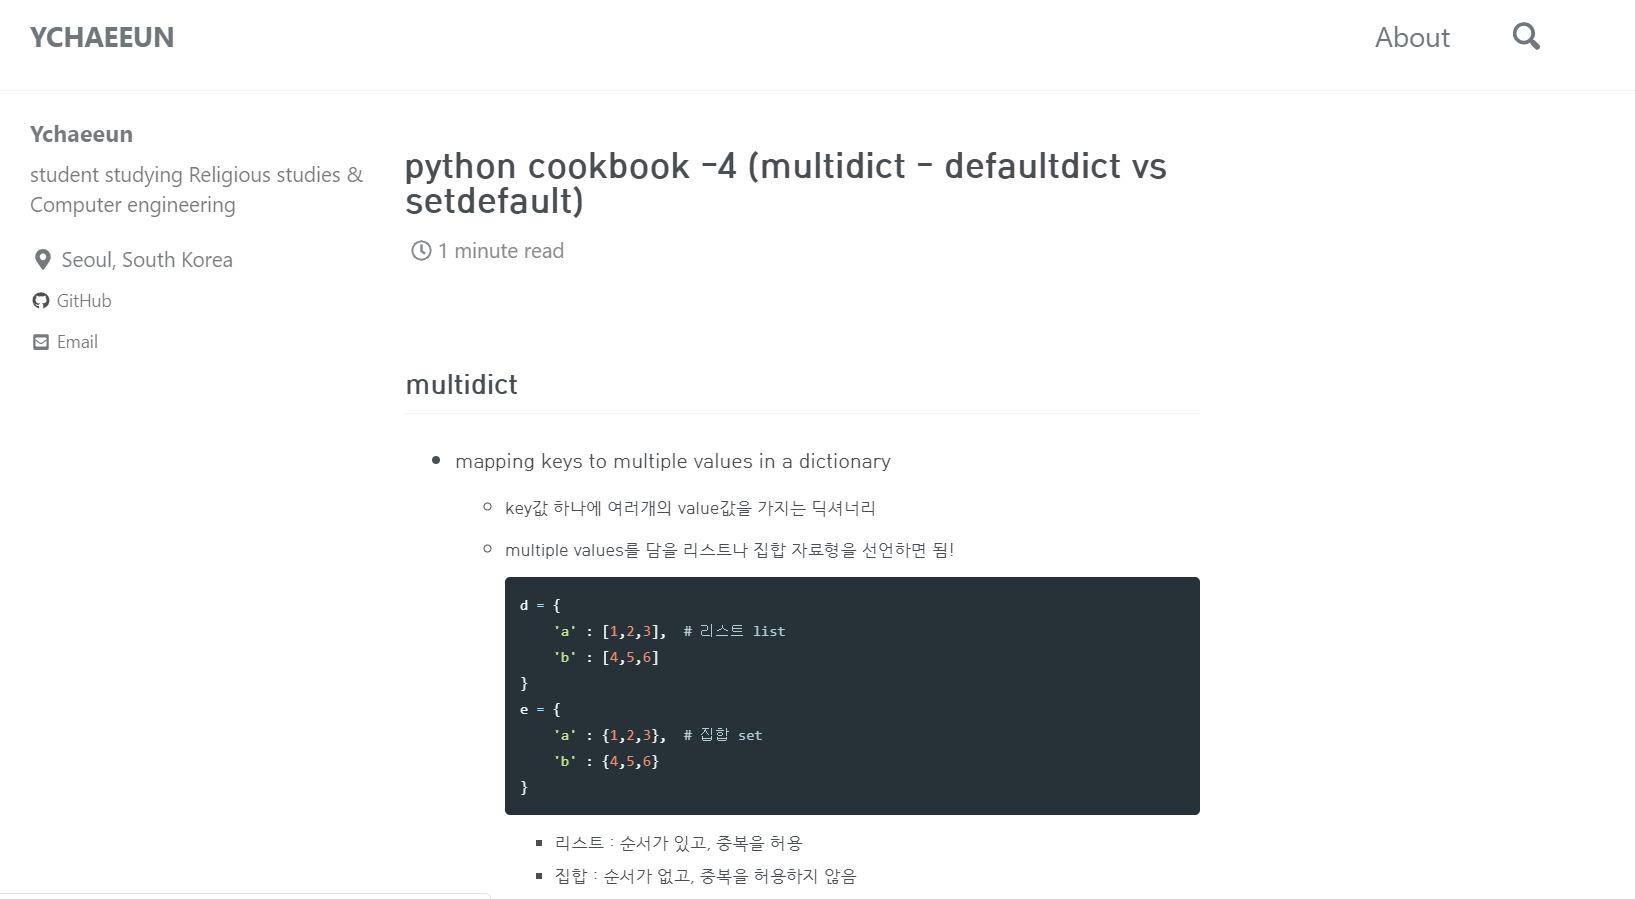 YCHAEEUN
About
Ychaeeun
student studying Religious studies &
Computer engineering
Seoul, South Korea
GitHub
Email
python cookbook -4 (multidict - defaultdict vs
setdefault)
1 minute read
multidict
mapping keys to multiple values in a dictionary
key값 하나에 여러개의 value값을 가지는 딕셔너리
multiple values를 담을 리스트나 집합 자료형을 선언하면 됨!
d = {
    'a' : [1,2,3],  # 리스트 list
    'b' : [4,5,6]
}
e = {
    'a' : {1,2,3},  # 집합 set
    'b' : {4,5,6}
}
리스트 : 순서가 있고, 중복을 허용
집합 : 순서가 없고, 중복을 허용하지 않음